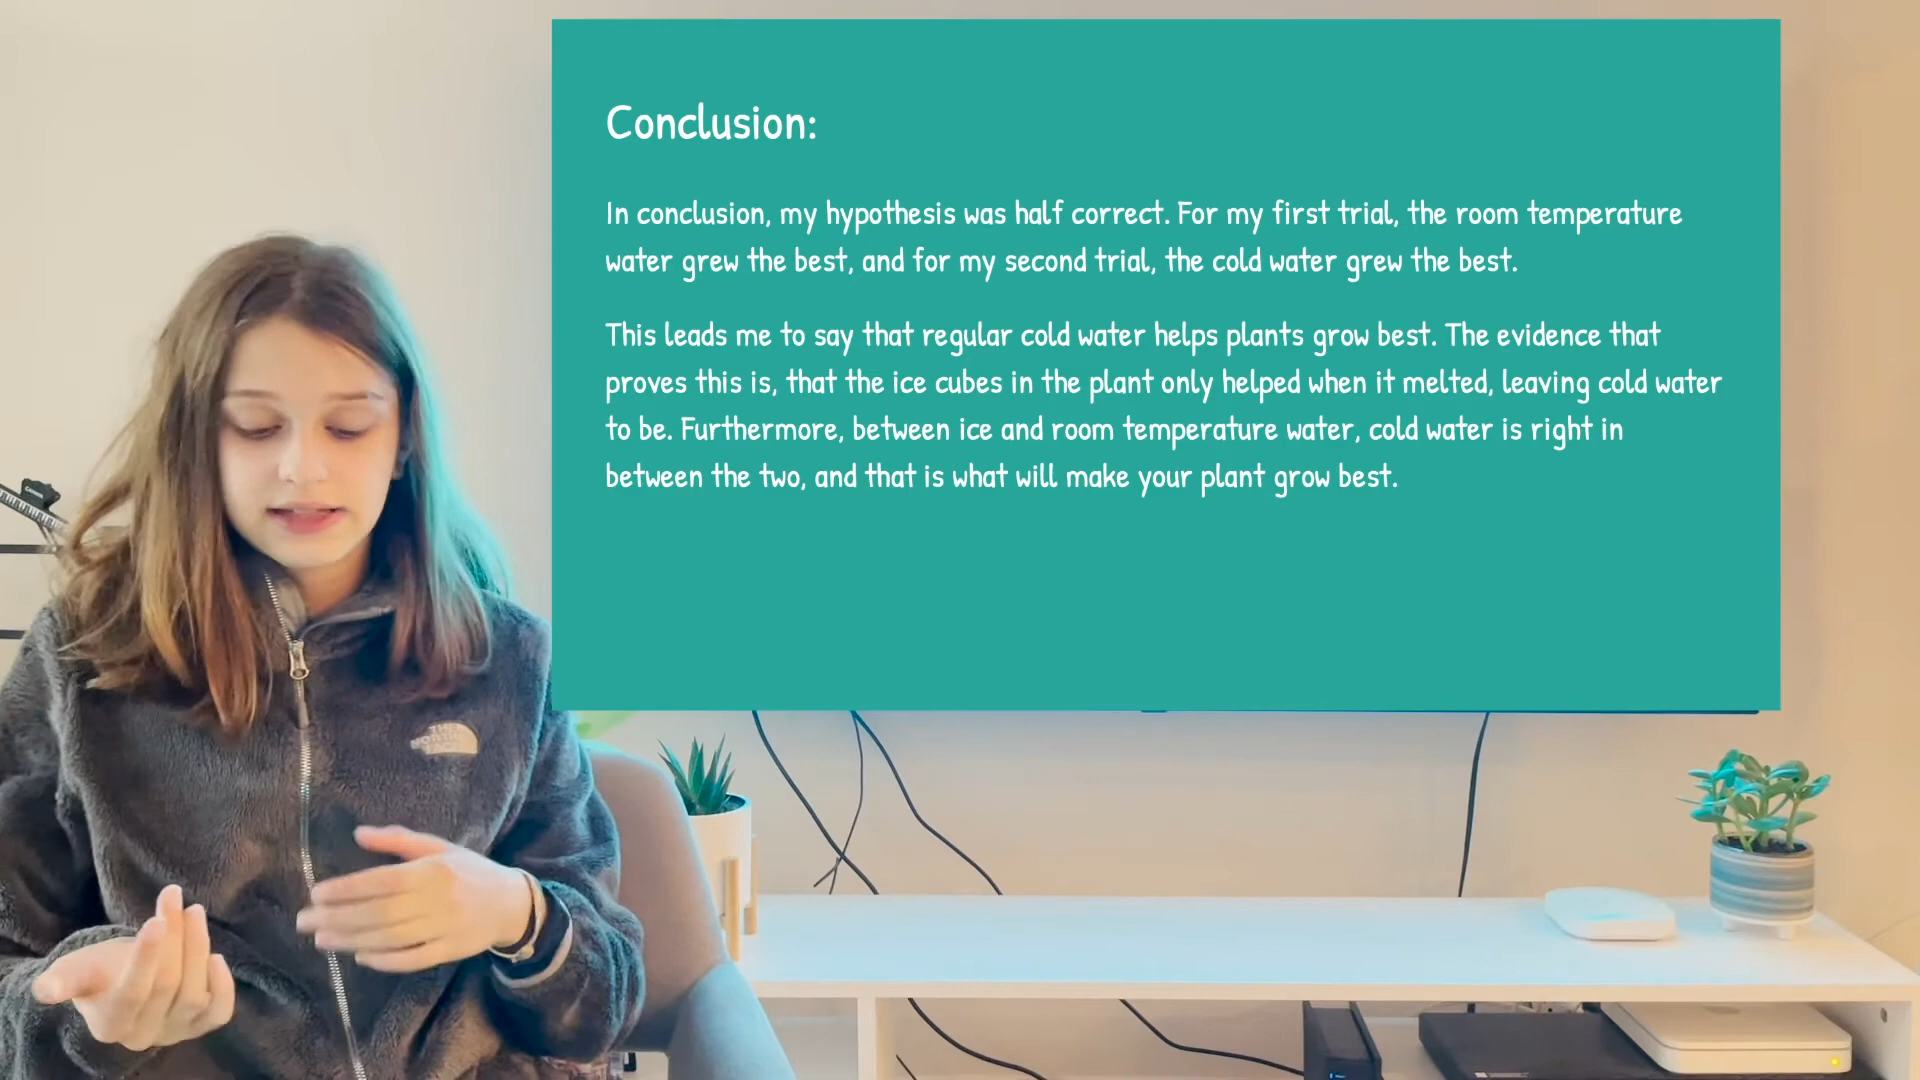 Conclusion:
In conclusion, my hypothesis was half correct. For my first trial, the room temperature
water grew the best, and for my second trial, the cold water grew the best.
This leads me to say that regular cold water helps plants grow best. The evidence that
proves this is, that the ice cubes in the plant only helped when it melted, leaving cold water
to be. Furthermore, between ice and room temperature water, cold water is right in
between the two, and that is what will make your plant grow best.
THE
NORTH
FACE